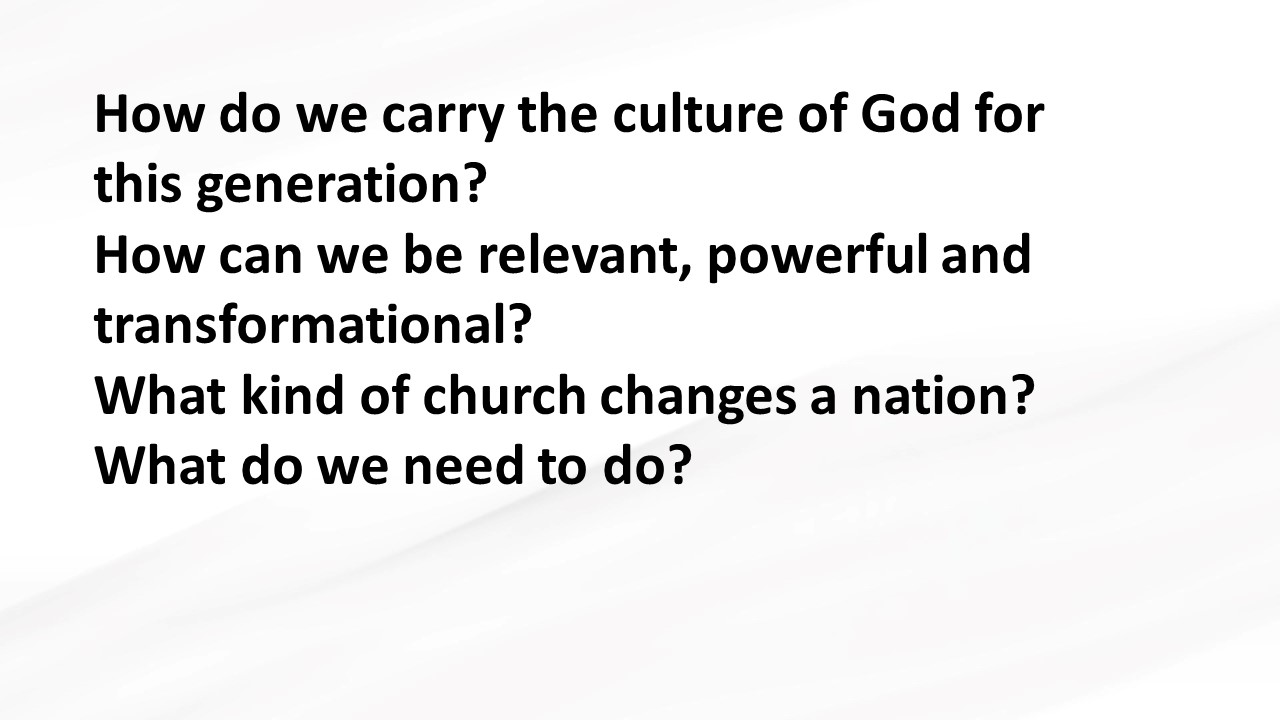 How do we carry the culture of God for
this generation?
How can we be relevant, powerful and
transformational?
What kind of church changes a nation?
What do we need to do?